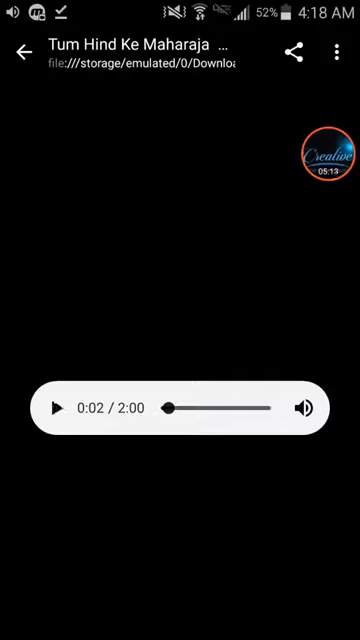 52% 4:18 AM
Tum Hind Ke Maharaja ...
file:///storage/emulated/0/Downloa
Creative
05:13
0:02 / 2:00